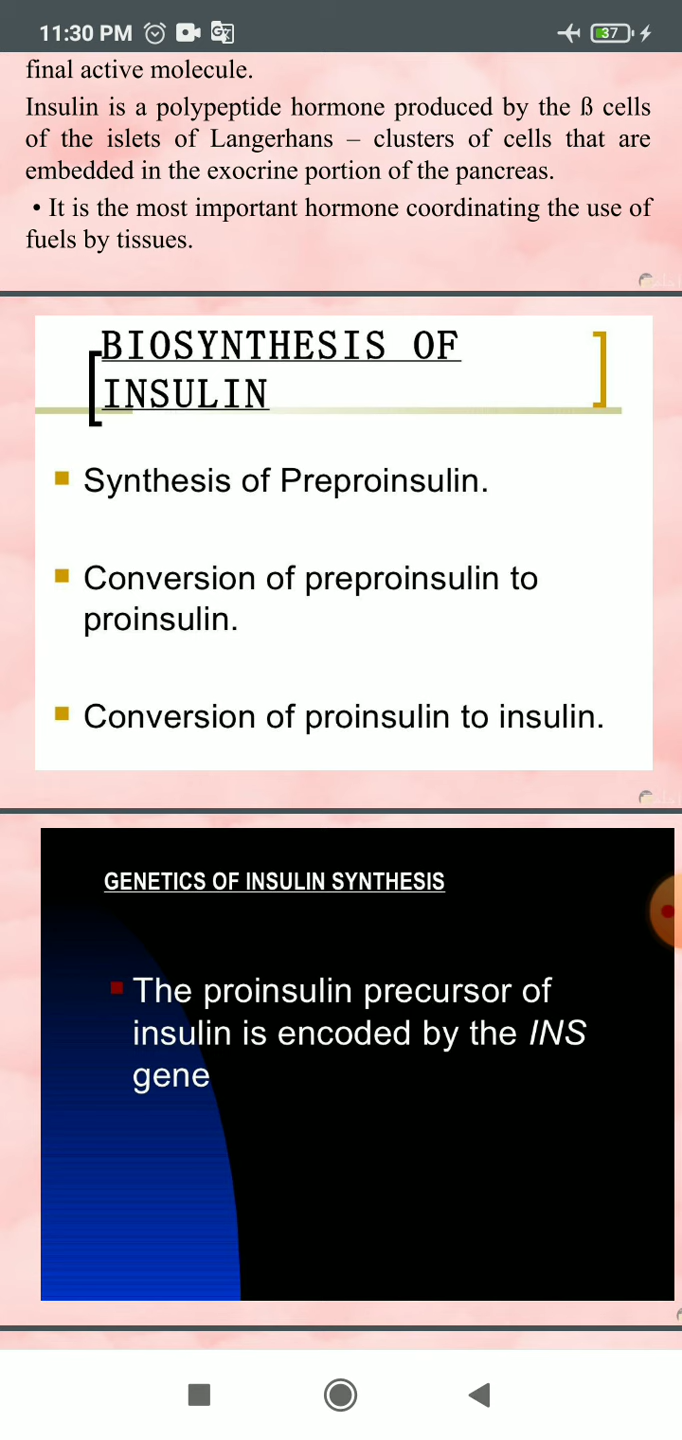 11:30 PM
37
final active molecule.
Insulin is a polypeptide hormone produced by the ß cells
of the islets of Langerhans – clusters of cells that are
embedded in the exocrine portion of the pancreas.
• It is the most important hormone coordinating the use of
fuels by tissues.
BIOSYNTHESIS OF
INSULIN
Synthesis of Preproinsulin.
Conversion of preproinsulin to
proinsulin.
Conversion of proinsulin to insulin.
GENETICS OF INSULIN SYNTHESIS
The proinsulin precursor of
insulin is encoded by the INS
gene